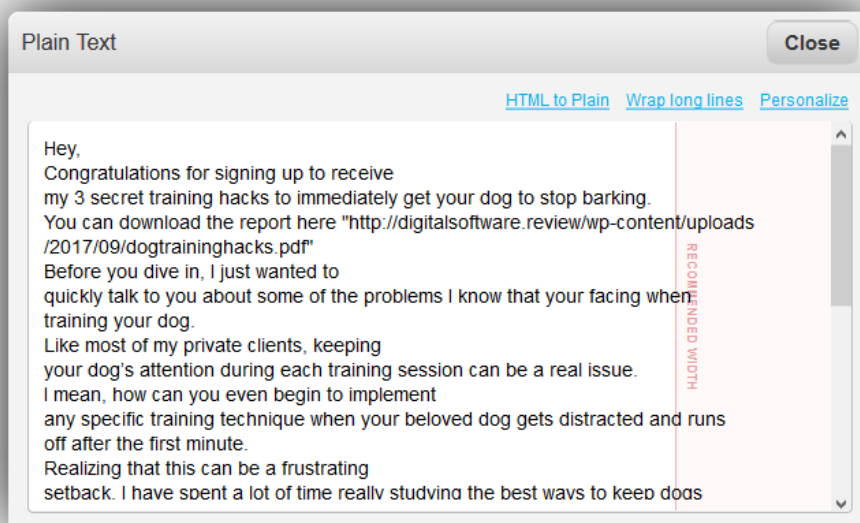 Plain Text
Close
HTML to Plain Wrap long lines Personalize
Hey,
Congratulations for signing up to receive
my 3 secret training hacks to immediately get your dog to stop barking.
You can download the report here "http://digitalsoftware.review/wp-content/uploads
/2017/09/dogtraininghacks.pdf"
Before you dive in, I just wanted to
quickly talk to you about some of the problems I know that your facing when
training your dog.
Like most of my private clients, keeping
your dog's attention during each training session can be a real issue.
I mean, how can you even begin to implement
any specific training technique when your beloved dog gets distracted and runs
off after the first minute.
Realizing that this can be a frustrating
setback, I have spent a lot of time really studying the best ways to keep dogs
RECOMMENDED WIDTH